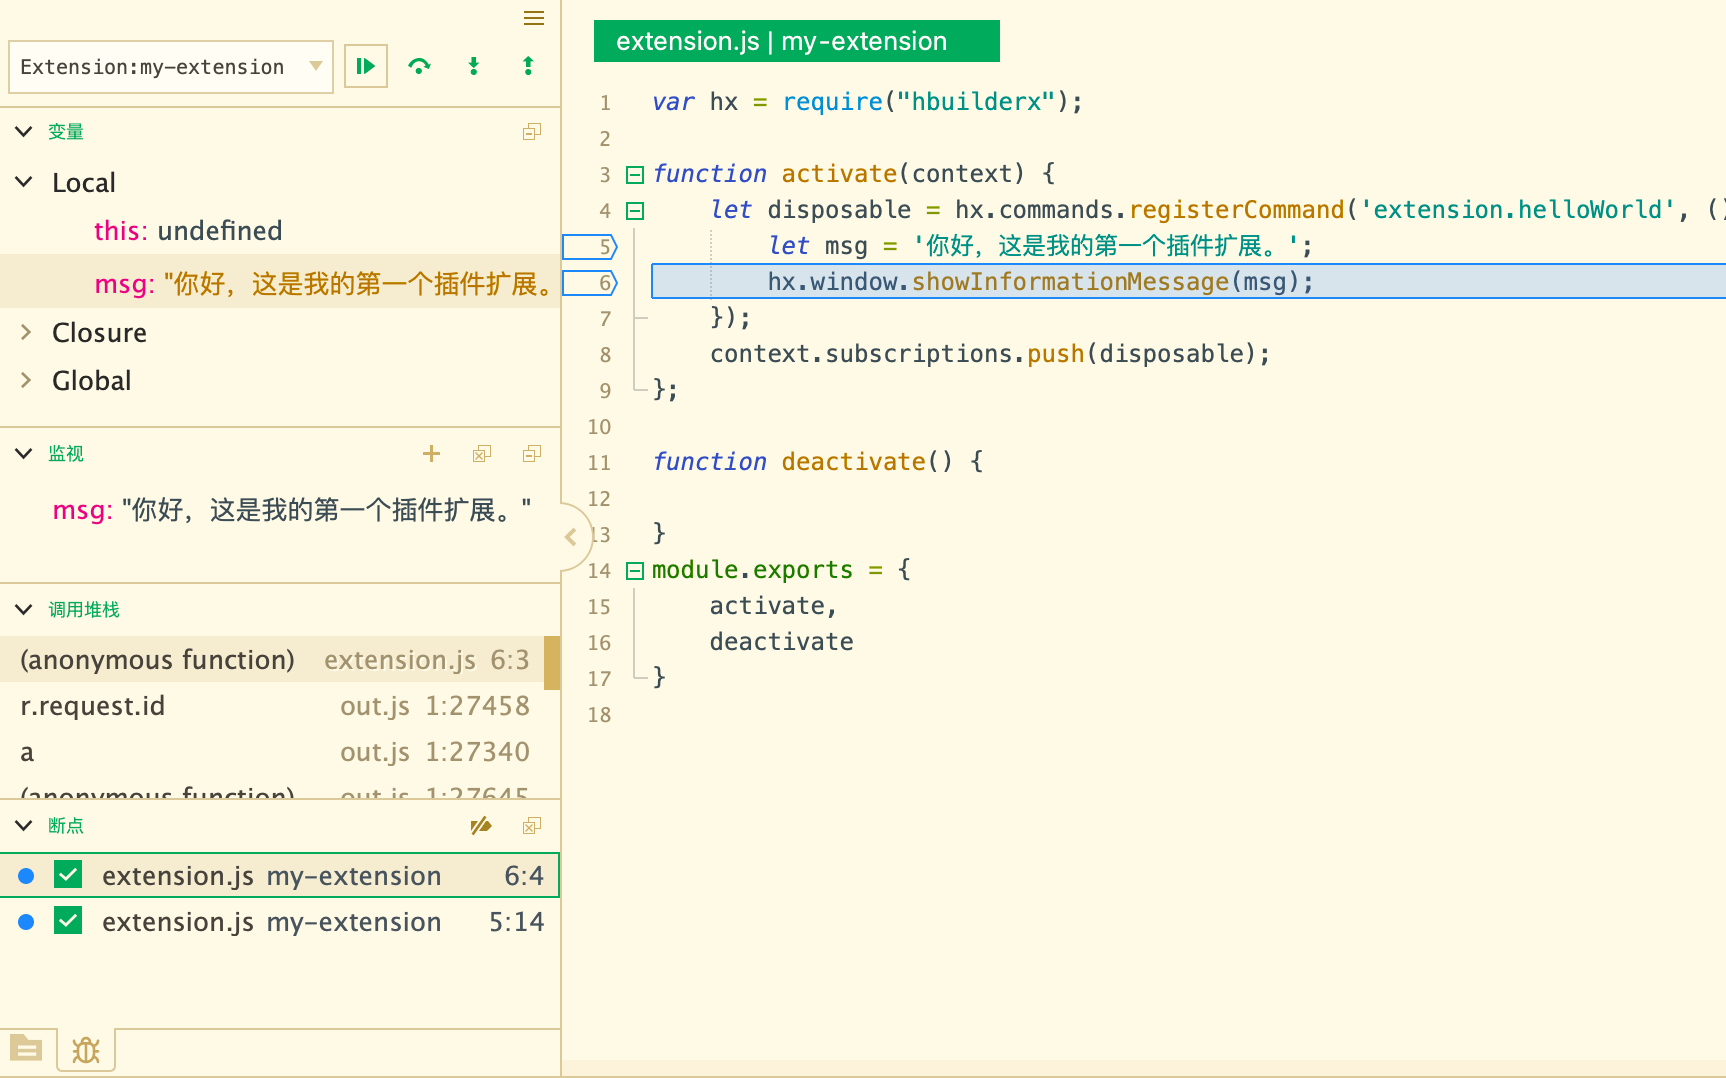 Extension:my-extension
变量
Local
this: undefined
msg: "你好，这是我的第一个插件扩展。
Closure
Global
监视
msg: "你好，这是我的第一个插件扩展。"
调用堆栈
(anonymous function) extension.js 6:3
r.request.id out.js 1:27458
a out.js 1:27340
(anonymous function) out.js 1:27645
断点
extension.js my-extension 6:4
extension.js my-extension 5:14
extension.js | my-extension
1 var hx = require("hbuilderx");
2
3 function activate(context) {
4 let disposable = hx.commands.registerCommand('extension.helloWorld', ()
5 let msg = '你好，这是我的第一个插件扩展。';
6 hx.window.showInformationMessage(msg);
7 });
8 context.subscriptions.push(disposable);
9 };
10
11 function deactivate() {
12
13 }
14 module.exports = {
15 activate,
16 deactivate
17 }
18